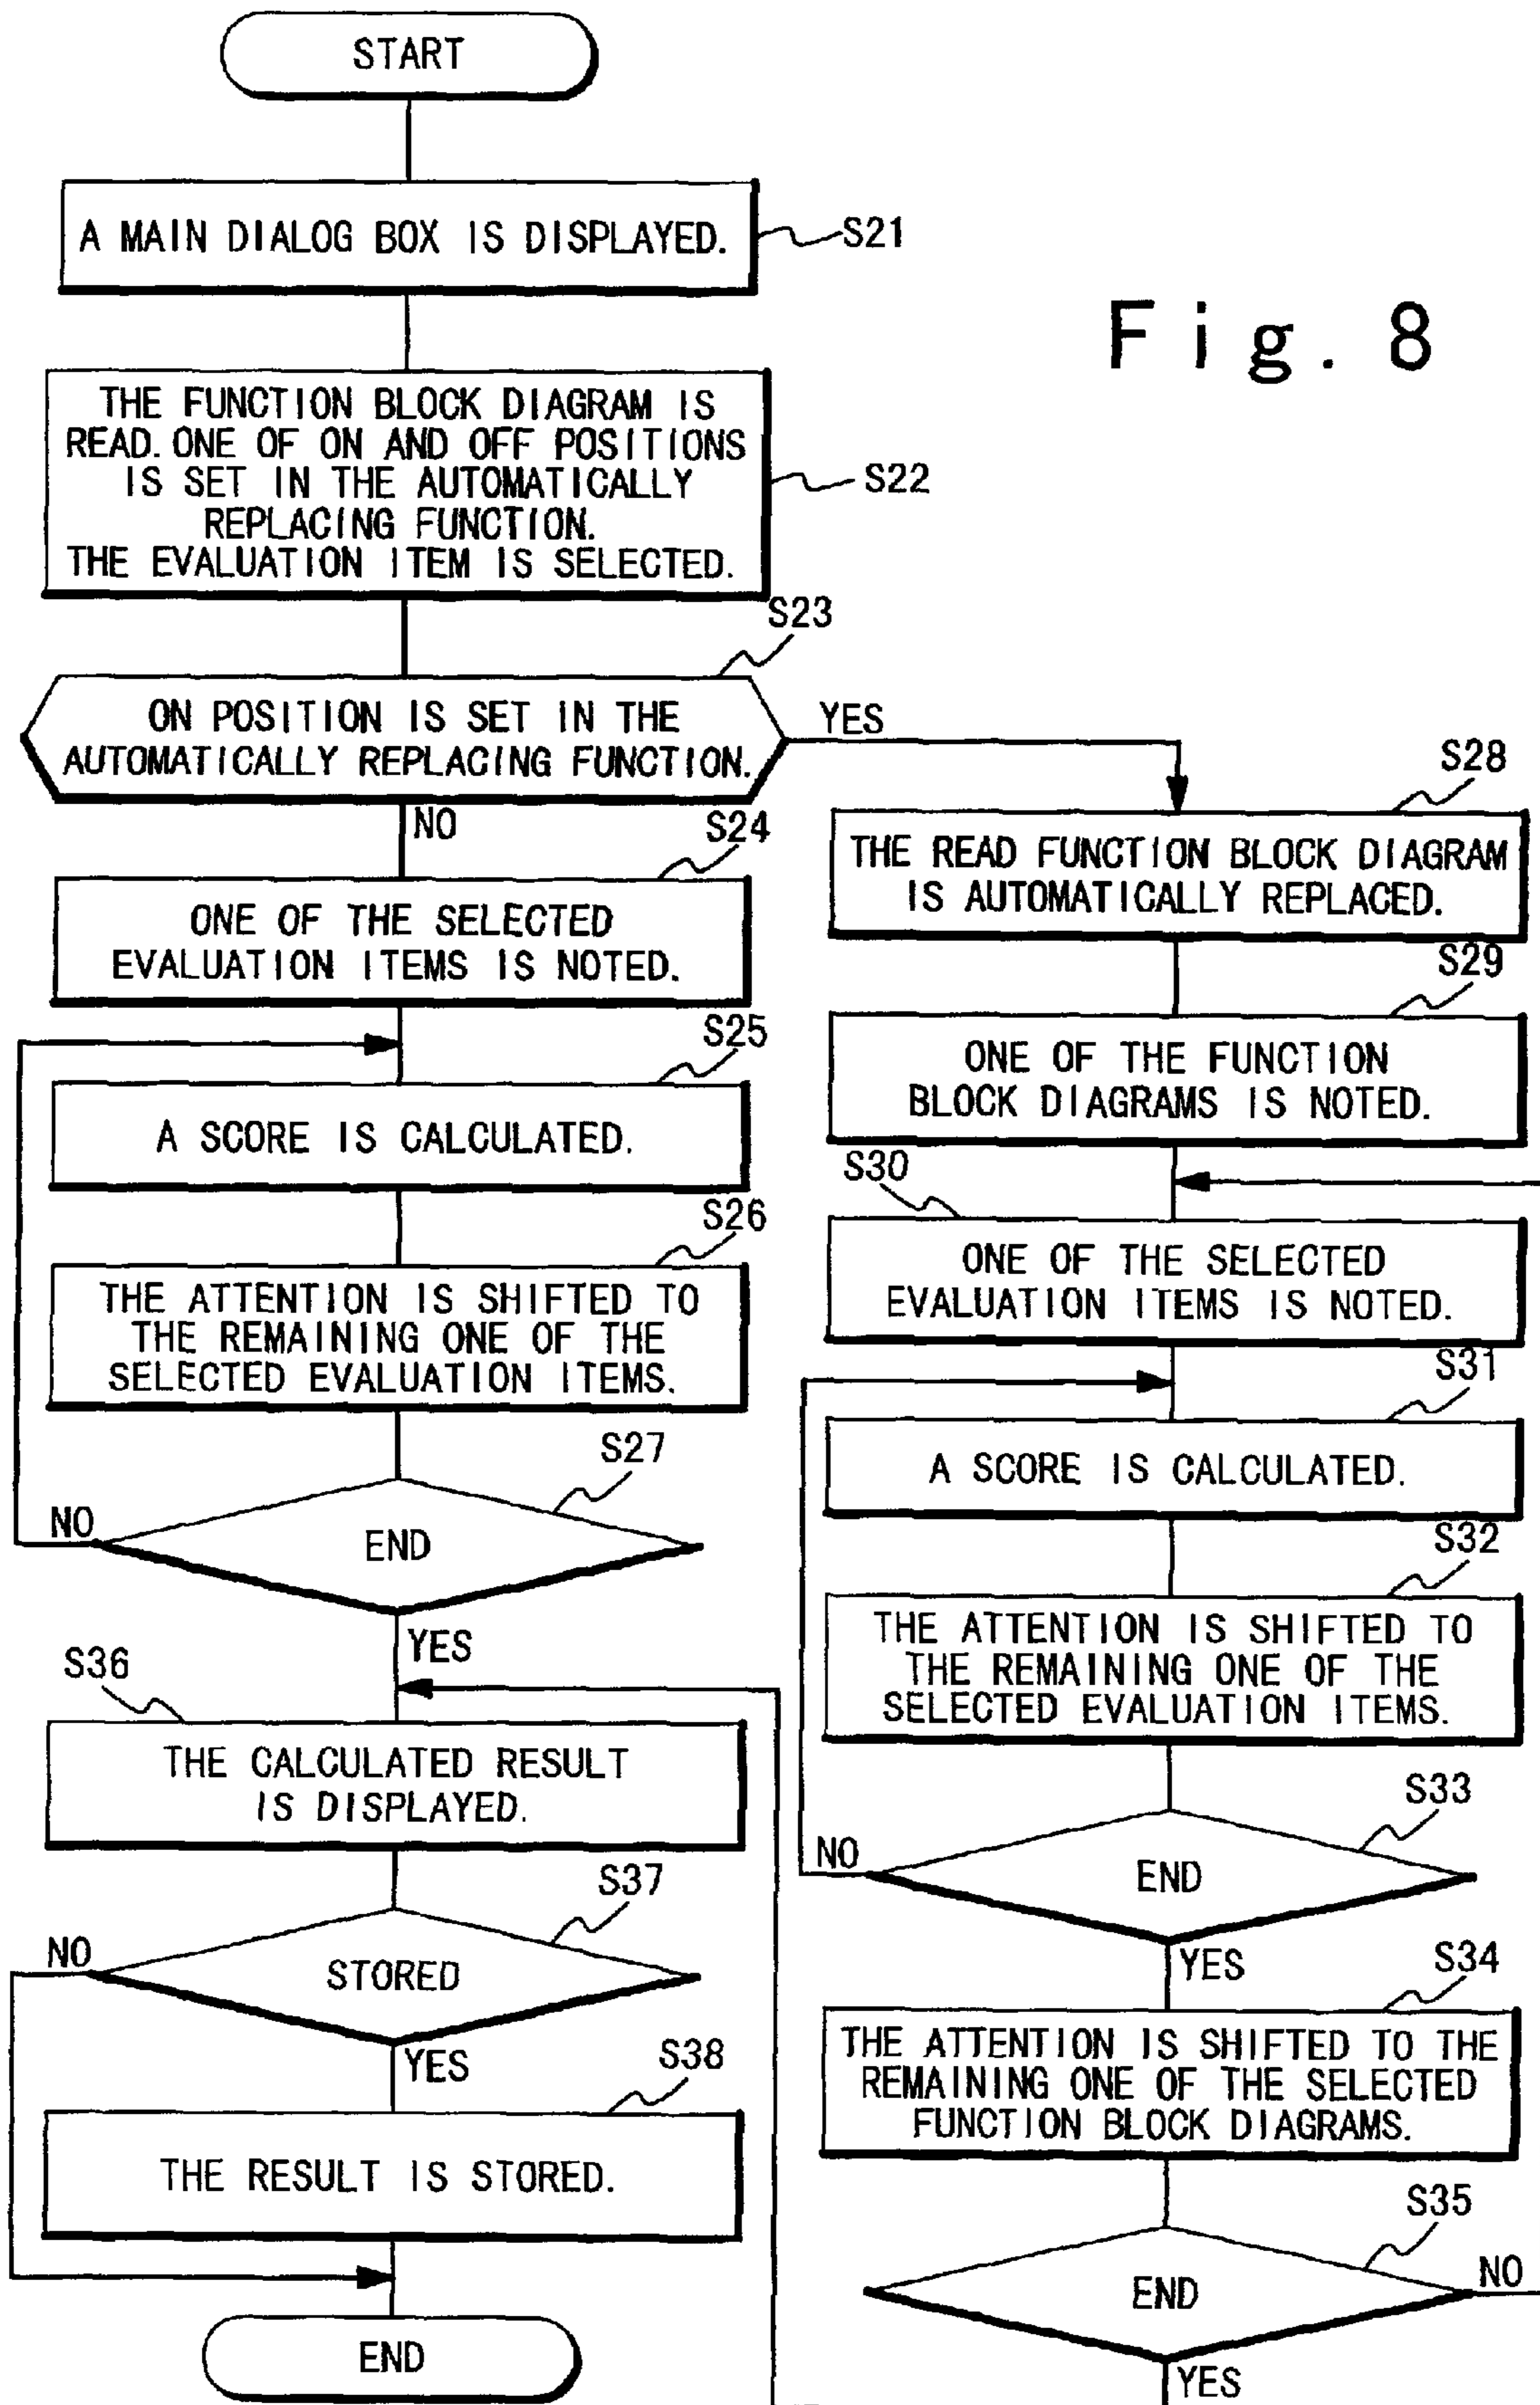 START
A MAIN DIALOG BOX IS DISPLAYED.
S21
Fig. 8
THE FUNCTION BLOCK DIAGRAM IS
READ. ONE OF ON AND OFF POSITIONS
IS SET IN THE AUTOMATICALLY
REPLACING FUNCTION.
THE EVALUATION ITEM IS SELECTED.
S22
S23
ON POSITION IS SET IN THE
AUTOMATICALLY REPLACING FUNCTION.
YES
NO
S24
ONE OF THE SELECTED
EVALUATION ITEMS IS NOTED.
S25
A SCORE IS CALCULATED.
S26
THE ATTENTION IS SHIFTED TO
THE REMAINING ONE OF THE
SELECTED EVALUATION ITEMS.
S27
NO
END
YES
S36
THE CALCULATED RESULT
IS DISPLAYED.
S37
NO
STORED
YES
S38
THE RESULT IS STORED.
END
S28
THE READ FUNCTION BLOCK DIAGRAM
IS AUTOMATICALLY REPLACED.
S29
ONE OF THE FUNCTION
BLOCK DIAGRAMS IS NOTED.
S30
ONE OF THE SELECTED
EVALUATION ITEMS IS NOTED.
S31
A SCORE IS CALCULATED.
S32
THE ATTENTION IS SHIFTED TO
THE REMAINING ONE OF THE
SELECTED EVALUATION ITEMS.
S33
NO
END
YES
S34
THE ATTENTION IS SHIFTED TO THE
REMAINING ONE OF THE SELECTED
FUNCTION BLOCK DIAGRAMS.
S35
END
NO
YES